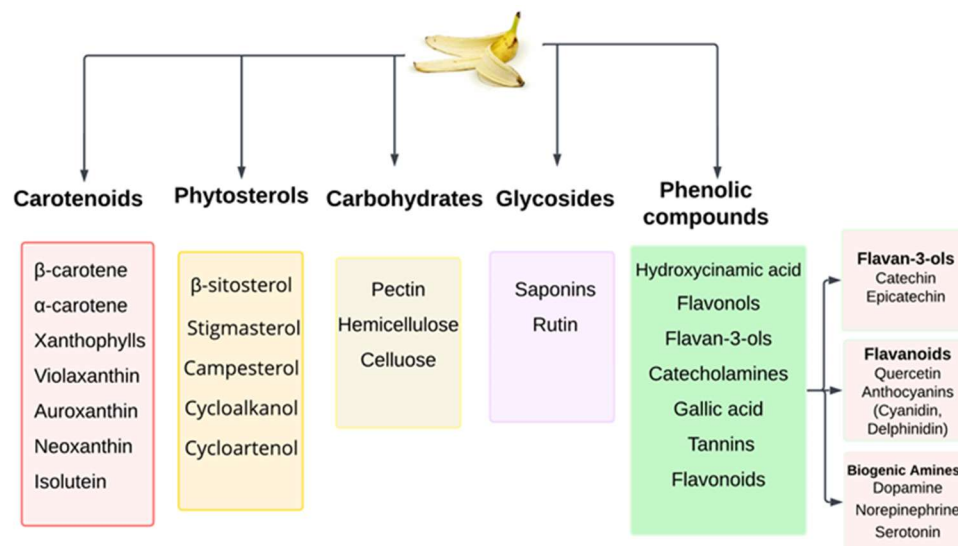 Carotenoids
β-carotene
α-carotene
Xanthophylls
Violaxanthin
Auroxanthin
Neoxanthin
Isolutein
Phytosterols
β-sitosterol
Stigmasterol
Campesterol
Cycloalkanol
Cycloartenol
Carbohydrates
Pectin
Hemicellulose
Celluose
Glycosides
Saponins
Rutin
Phenolic
compounds
Hydroxycinamic acid
Flavonols
Flavan-3-ols
Catecholamines
Gallic acid
Tannins
Flavonoids
Flavan-3-ols
Catechin
Epicatechin
Flavanoids
Quercetin
Anthocyanins
(Cyanidin,
Delphinidin)
Biogenic Amines
Dopamine
Norepinephrine
Serotonin